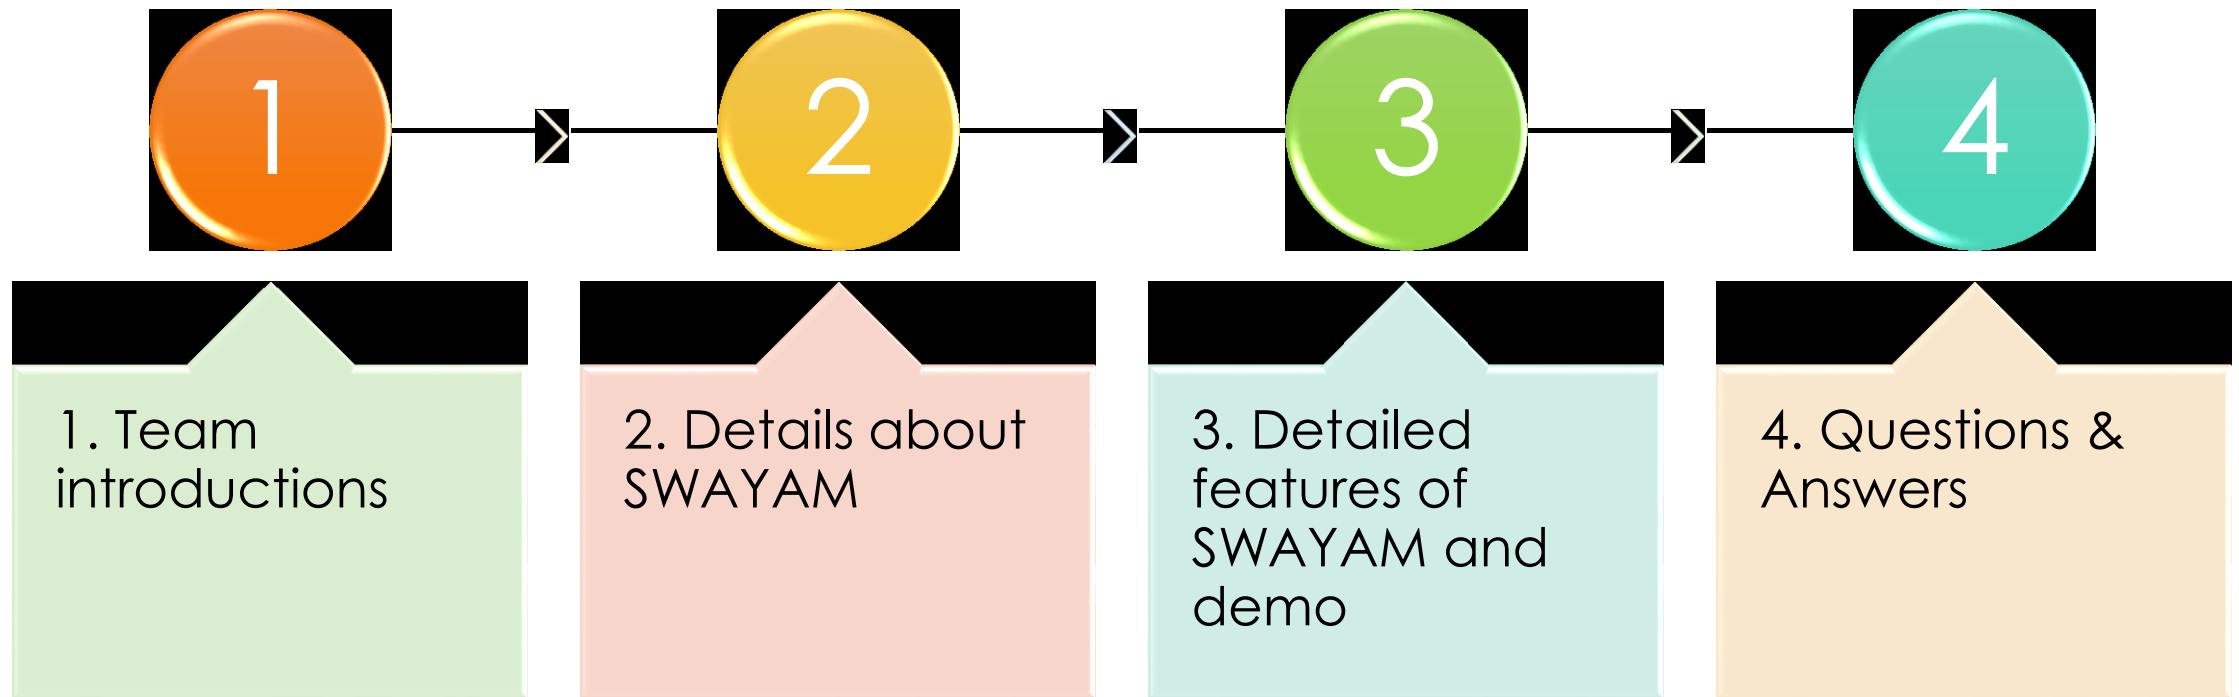 1
2
3
4
1. Team
introductions
2. Details about
SWAYAM
3. Detailed
features of
SWAYAM and
demo
4. Questions &
Answers